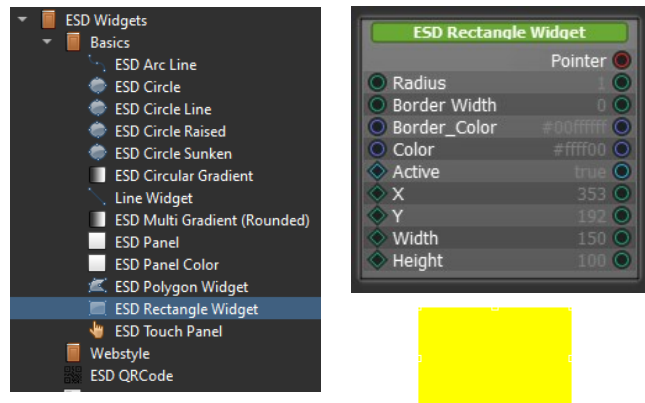 ESD Widgets
Basics
ESD Arc Line
ESD Circle
ESD Circle Line
ESD Circle Raised
ESD Circle Sunken
ESD Circular Gradient
Line Widget
ESD Multi Gradient (Rounded)
ESD Panel
ESD Panel Color
ESD Polygon Widget
ESD Rectangle Widget
ESD Touch Panel
Webstyle
ESD QRCode
ESD Rectangle Widget
Pointer
Radius 1
Border Width 0
Border_Color #00ffffff
Color #ffff00
Active true
X 353
Y 192
Width 150
Height 100